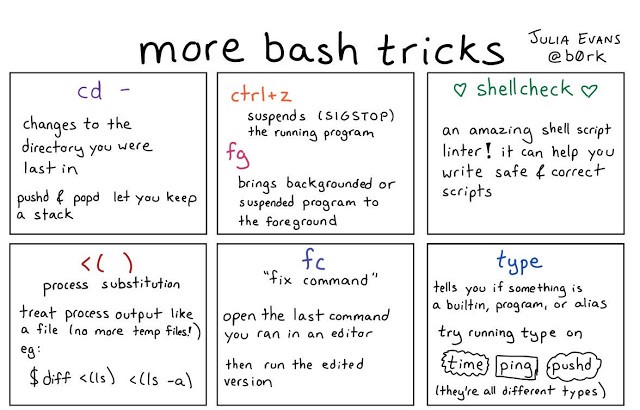 more bash tricks
JULIA EVANS
@b0rk
cd -
changes to the
directory you were
last in
pushd & popd let you keep
a stack
ctrl+z
suspends (SIGSTOP)
the running program
fg
brings backgrounded or
suspended program to
the foreground
♡ shellcheck ♡
an amazing shell script
linter! it can help you
write safe & correct
scripts
<( )
process substitution
treat process output like
a file (no more temp files!)
eg:
$ diff <(ls) <(ls -a)
fc
"fix command"
open the last command
you ran in an editor
then run the edited
version
type
tells you if something is
a builtin, program, or alias
try running type on
time ping pushd
(they're all different types)